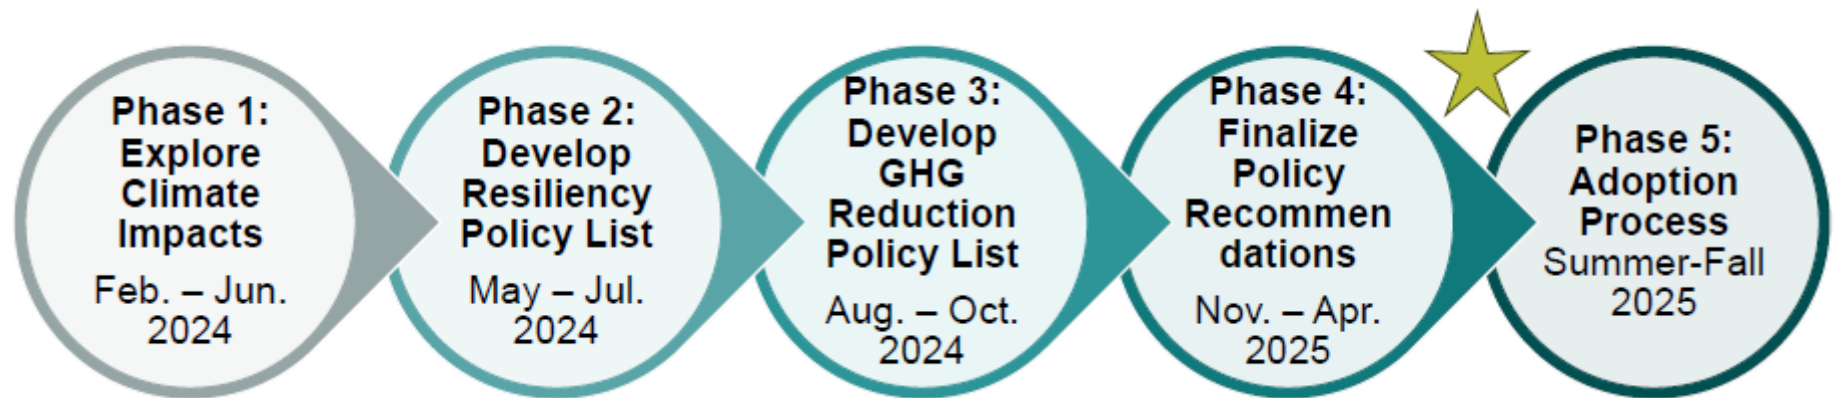 Phase 1:
Explore
Climate
Impacts
Feb. – Jun.
2024
Phase 2:
Develop
Resiliency
Policy List
May – Jul.
2024
Phase 3:
Develop
GHG
Reduction
Policy List
Aug. – Oct.
2024
Phase 4:
Finalize
Policy
Recommen
dations
Nov. – Apr.
2025
Phase 5:
Adoption
Process
Summer-Fall
2025